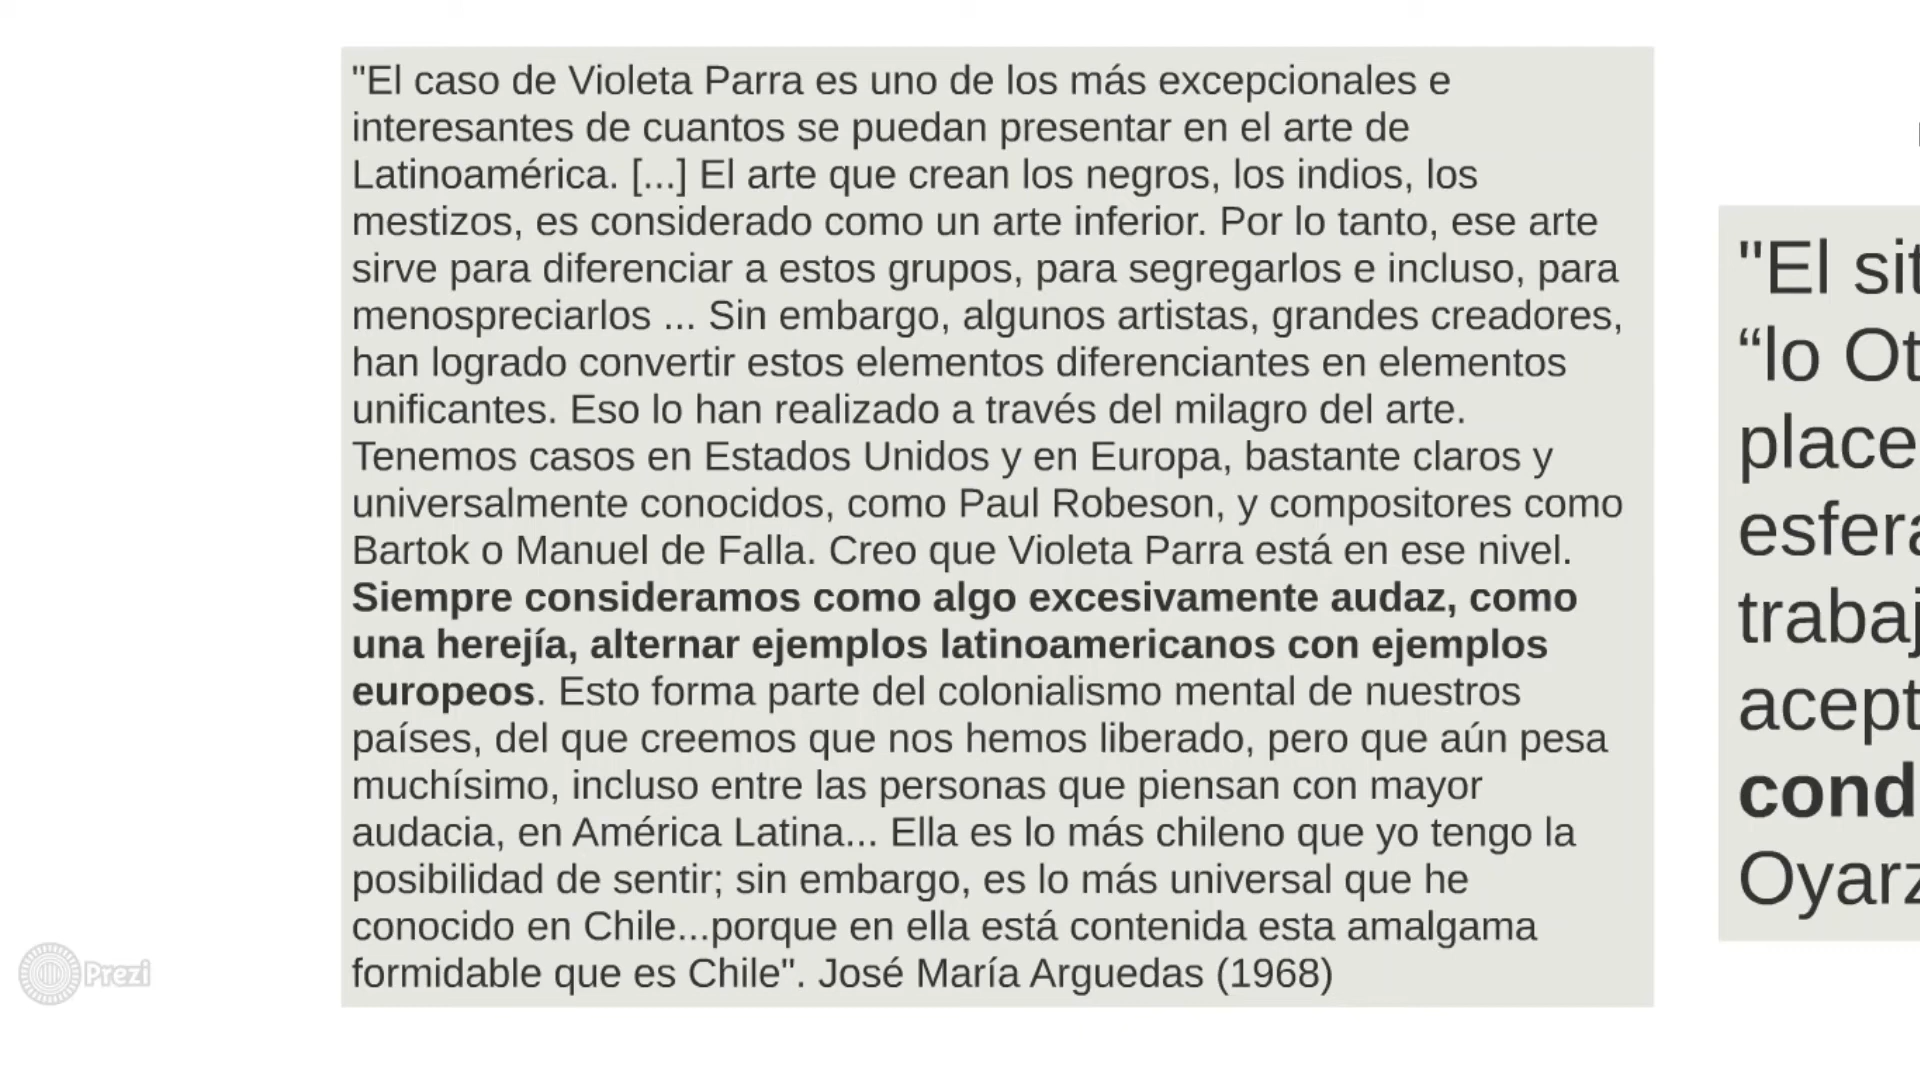 "El caso de Violeta Parra es uno de los más excepcionales e
interesantes de cuantos se puedan presentar en el arte de
Latinoamérica. [...] El arte que crean los negros, los indios, los
mestizos, es considerado como un arte inferior. Por lo tanto, ese arte
sirve para diferenciar a estos grupos, para segregarlos e incluso, para
menospreciarlos ... Sin embargo, algunos artistas, grandes creadores,
han logrado convertir estos elementos diferenciantes en elementos
unificantes. Eso lo han realizado a través del milagro del arte.
Tenemos casos en Estados Unidos y en Europa, bastante claros y
universalmente conocidos, como Paul Robeson, y compositores como
Bartok o Manuel de Falla. Creo que Violeta Parra está en ese nivel.
Siempre consideramos como algo excesivamente audaz, como
una herejía, alternar ejemplos latinoamericanos con ejemplos
europeos. Esto forma parte del colonialismo mental de nuestros
países, del que creemos que nos hemos liberado, pero que aún pesa
muchísimo, incluso entre las personas que piensan con mayor
audacia, en América Latina... Ella es lo más chileno que yo tengo la
posibilidad de sentir; sin embargo, es lo más universal que he
conocido en Chile...porque en ella está contenida esta amalgama
formidable que es Chile". José María Arguedas (1968)
"El
“lo
Prezi